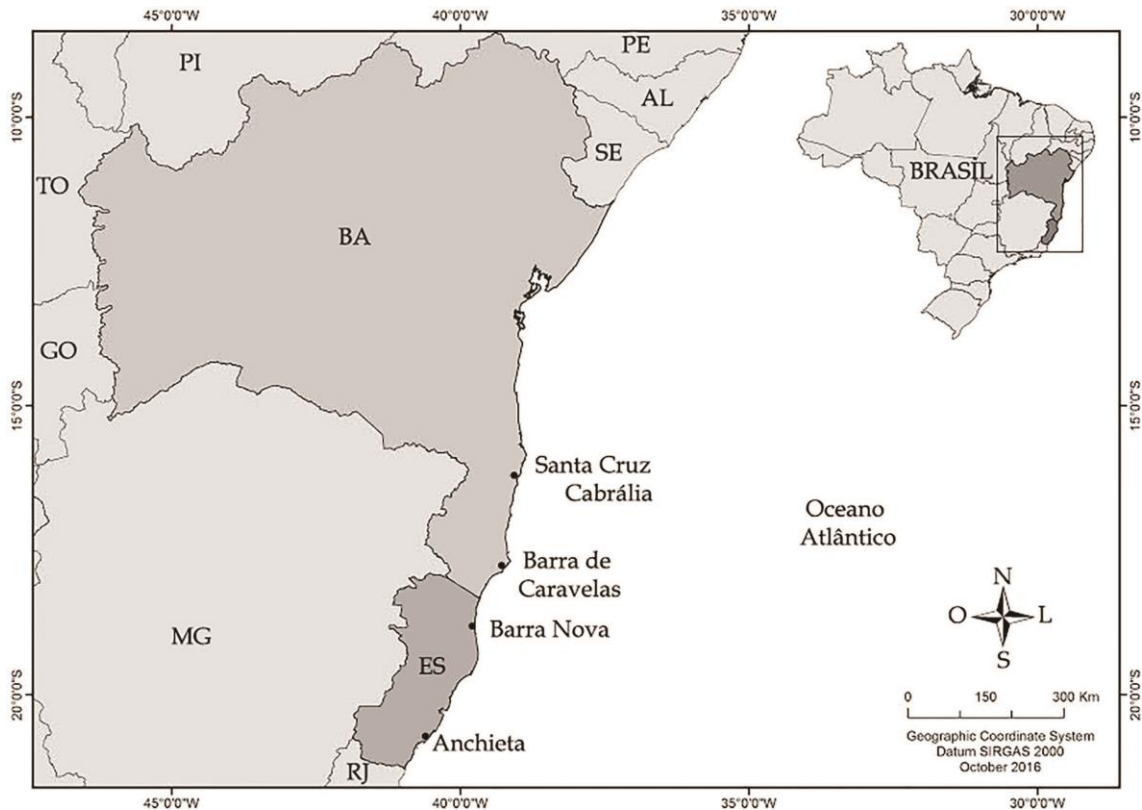 45°0'0"O
40°0'0"O
35°0'0"O
30°0'0"O
PI
PE
AL
SE
TO
BA
GO
MG
ES
RJ
10°0'0"S
15°0'0"S
20°0'0"S
BRASIL
10°0'0"S
15°0'0"S
20°0'0"S
Santa Cruz
Cabrália
Barra de
Caravelas
Barra Nova
Anchieta
Oceano
Atlântico
N
O
L
S
0 150 300 Km
Geographic Coordinate System
Datum SIRGAS 2000
October 2016
45°0'0"O
40°0'0"O
35°0'0"O
30°0'0"O